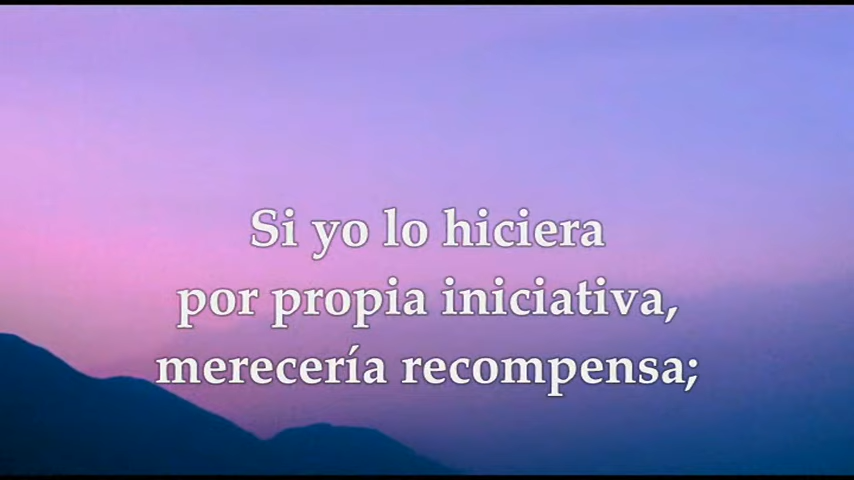 Si yo lo hiciera
por propia iniciativa,
merecería recompensa;